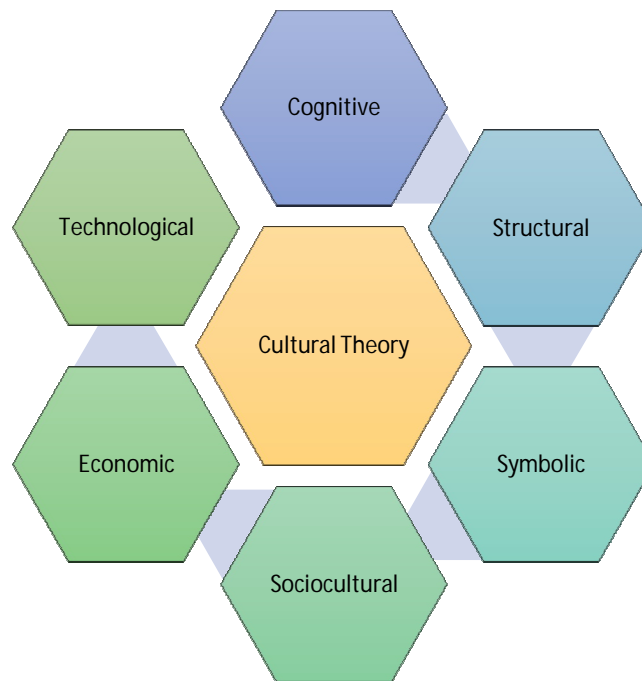 Cognitive
Technological
Structural
Cultural Theory
Economic
Symbolic
Sociocultural